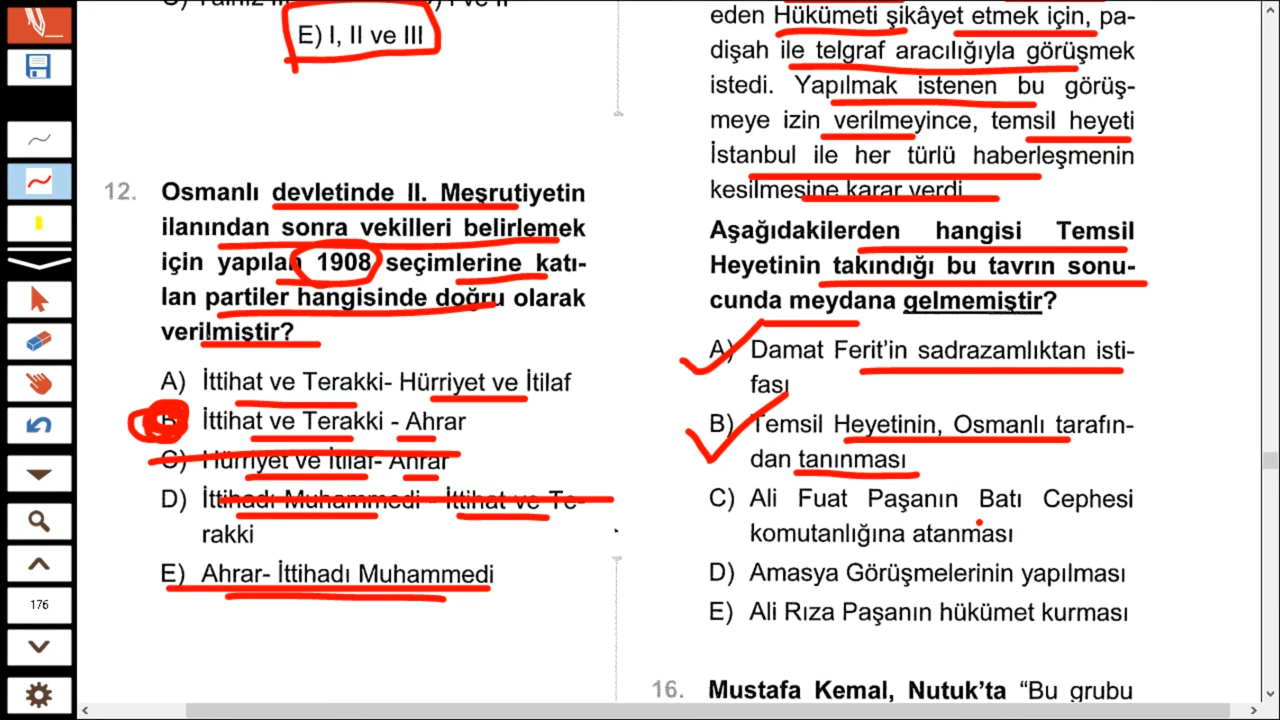 E) I, II ve III
12. Osmanlı devletinde II. Meşrutiyetin
ilanından sonra vekilleri belirlemek
için yapılan 1908 seçimlerine katı-
lan partiler hangisinde doğru olarak
verilmiştir?
A) İttihat ve Terakki- Hürriyet ve İtilaf
B) İttihat ve Terakki - Ahrar
C) Hürriyet ve İtilaf- Ahrar
D) İttihadı Muhammedi - İttihat ve Te-
rakki
E) Ahrar- İttihadı Muhammedi
176
eden Hükümeti şikâyet etmek için, pa-
dişah ile telgraf aracılığıyla görüşmek
istedi. Yapılmak istenen bu görüş-
meye izin verilmeyince, temsil heyeti
İstanbul ile her türlü haberleşmenin
kesilmesine karar verdi
Aşağıdakilerden hangisi Temsil
Heyetinin takındığı bu tavrın sonu-
cunda meydana gelmemiştir?
A) Damat Ferit'in sadrazamlıktan isti-
fası
B) Temsil Heyetinin, Osmanlı tarafın-
dan tanınması
C) Ali Fuat Paşanın Batı Cephesi
komutanlığına atanması
D) Amasya Görüşmelerinin yapılması
E) Ali Rıza Paşanın hükümet kurması
16. Mustafa Kemal, Nutuk'ta "Bu grubu